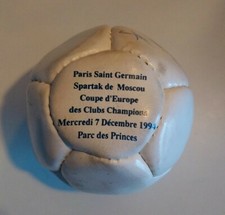 Paris Saint Germain
Spartak de Moscou
Coupe d'Europe
des Clubs Champions
Mercredi 7 Décembre 1994
Parc des Princes